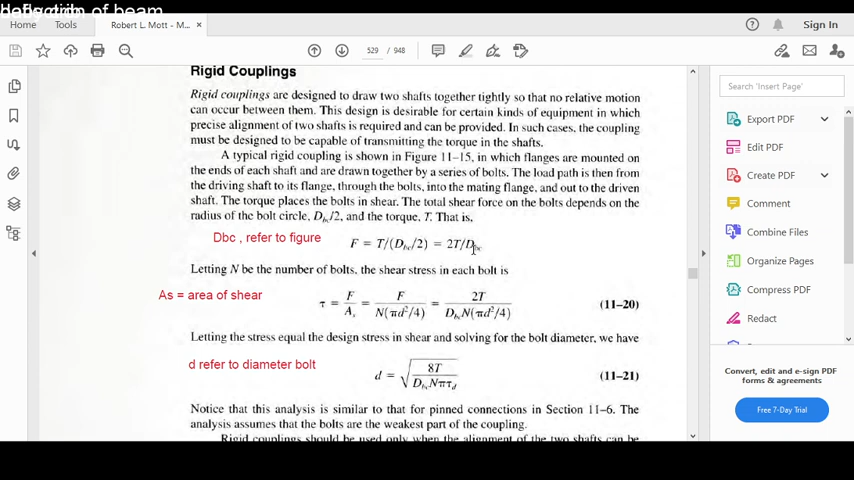 of beam
Home Tools Robert L. Mott - M... × Sign In
529 / 948
Rigid Couplings
Search 'Insert Page'
Rigid couplings are designed to draw two shafts together tightly so that no relative motion
can occur between them. This design is desirable for certain kinds of equipment in which
precise alignment of two shafts is required and can be provided. In such cases, the coupling
must be designed to be capable of transmitting the torque in the shafts.
A typical rigid coupling is shown in Figure 11–15, in which flanges are mounted on
the ends of each shaft and are drawn together by a series of bolts. The load path is then from
the driving shaft to its flange, through the bolts, into the mating flange, and out to the driven
shaft. The torque places the bolts in shear. The total shear force on the bolts depends on the
radius of the bolt circle, D_bc/2, and the torque, T. That is,
Dbc , refer to figure
F = T/(D_bc/2) = 2T/D_bc
Letting N be the number of bolts, the shear stress in each bolt is
As = area of shear
τ = F/A_s = F/N(πd²/4) = 2T/D_bc N(πd²/4) (11–20)
Letting the stress equal the design stress in shear and solving for the bolt diameter, we have
d refer to diameter bolt
d = √(8T/D_bc Nπτ_d) (11–21)
Notice that this analysis is similar to that for pinned connections in Section 11–6. The
analysis assumes that the bolts are the weakest part of the coupling.
Rigid couplings should be used only when the alignment of the two shafts can be
Export PDF
Edit PDF
Create PDF
Comment
Combine Files
Organize Pages
Compress PDF
Redact
Convert, edit and e-sign PDF
forms & agreements
Free 7-Day Trial